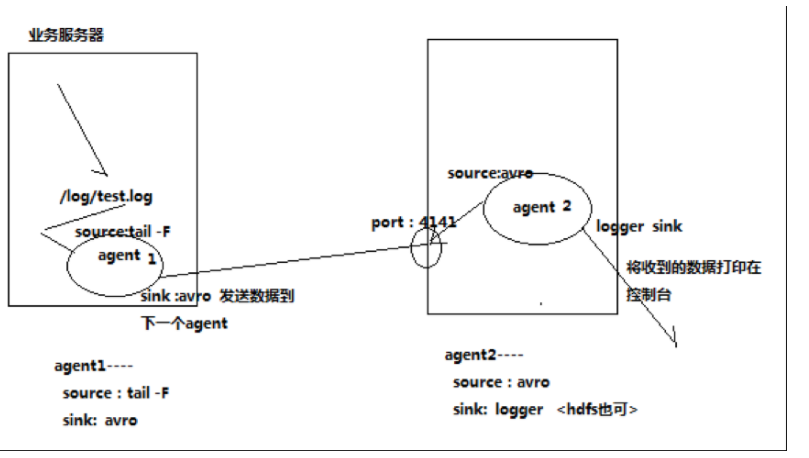 业务服务器
/log/test.log
source:tail -F
agent 1
sink :avro 发送数据到
下一个agent
port : 4141
source:avro
agent 2
logger sink
将收到的数据打印在
控制台
agent1----
source : tail -F
sink: avro
agent2----
source : avro
sink: logger <hdfs也可>